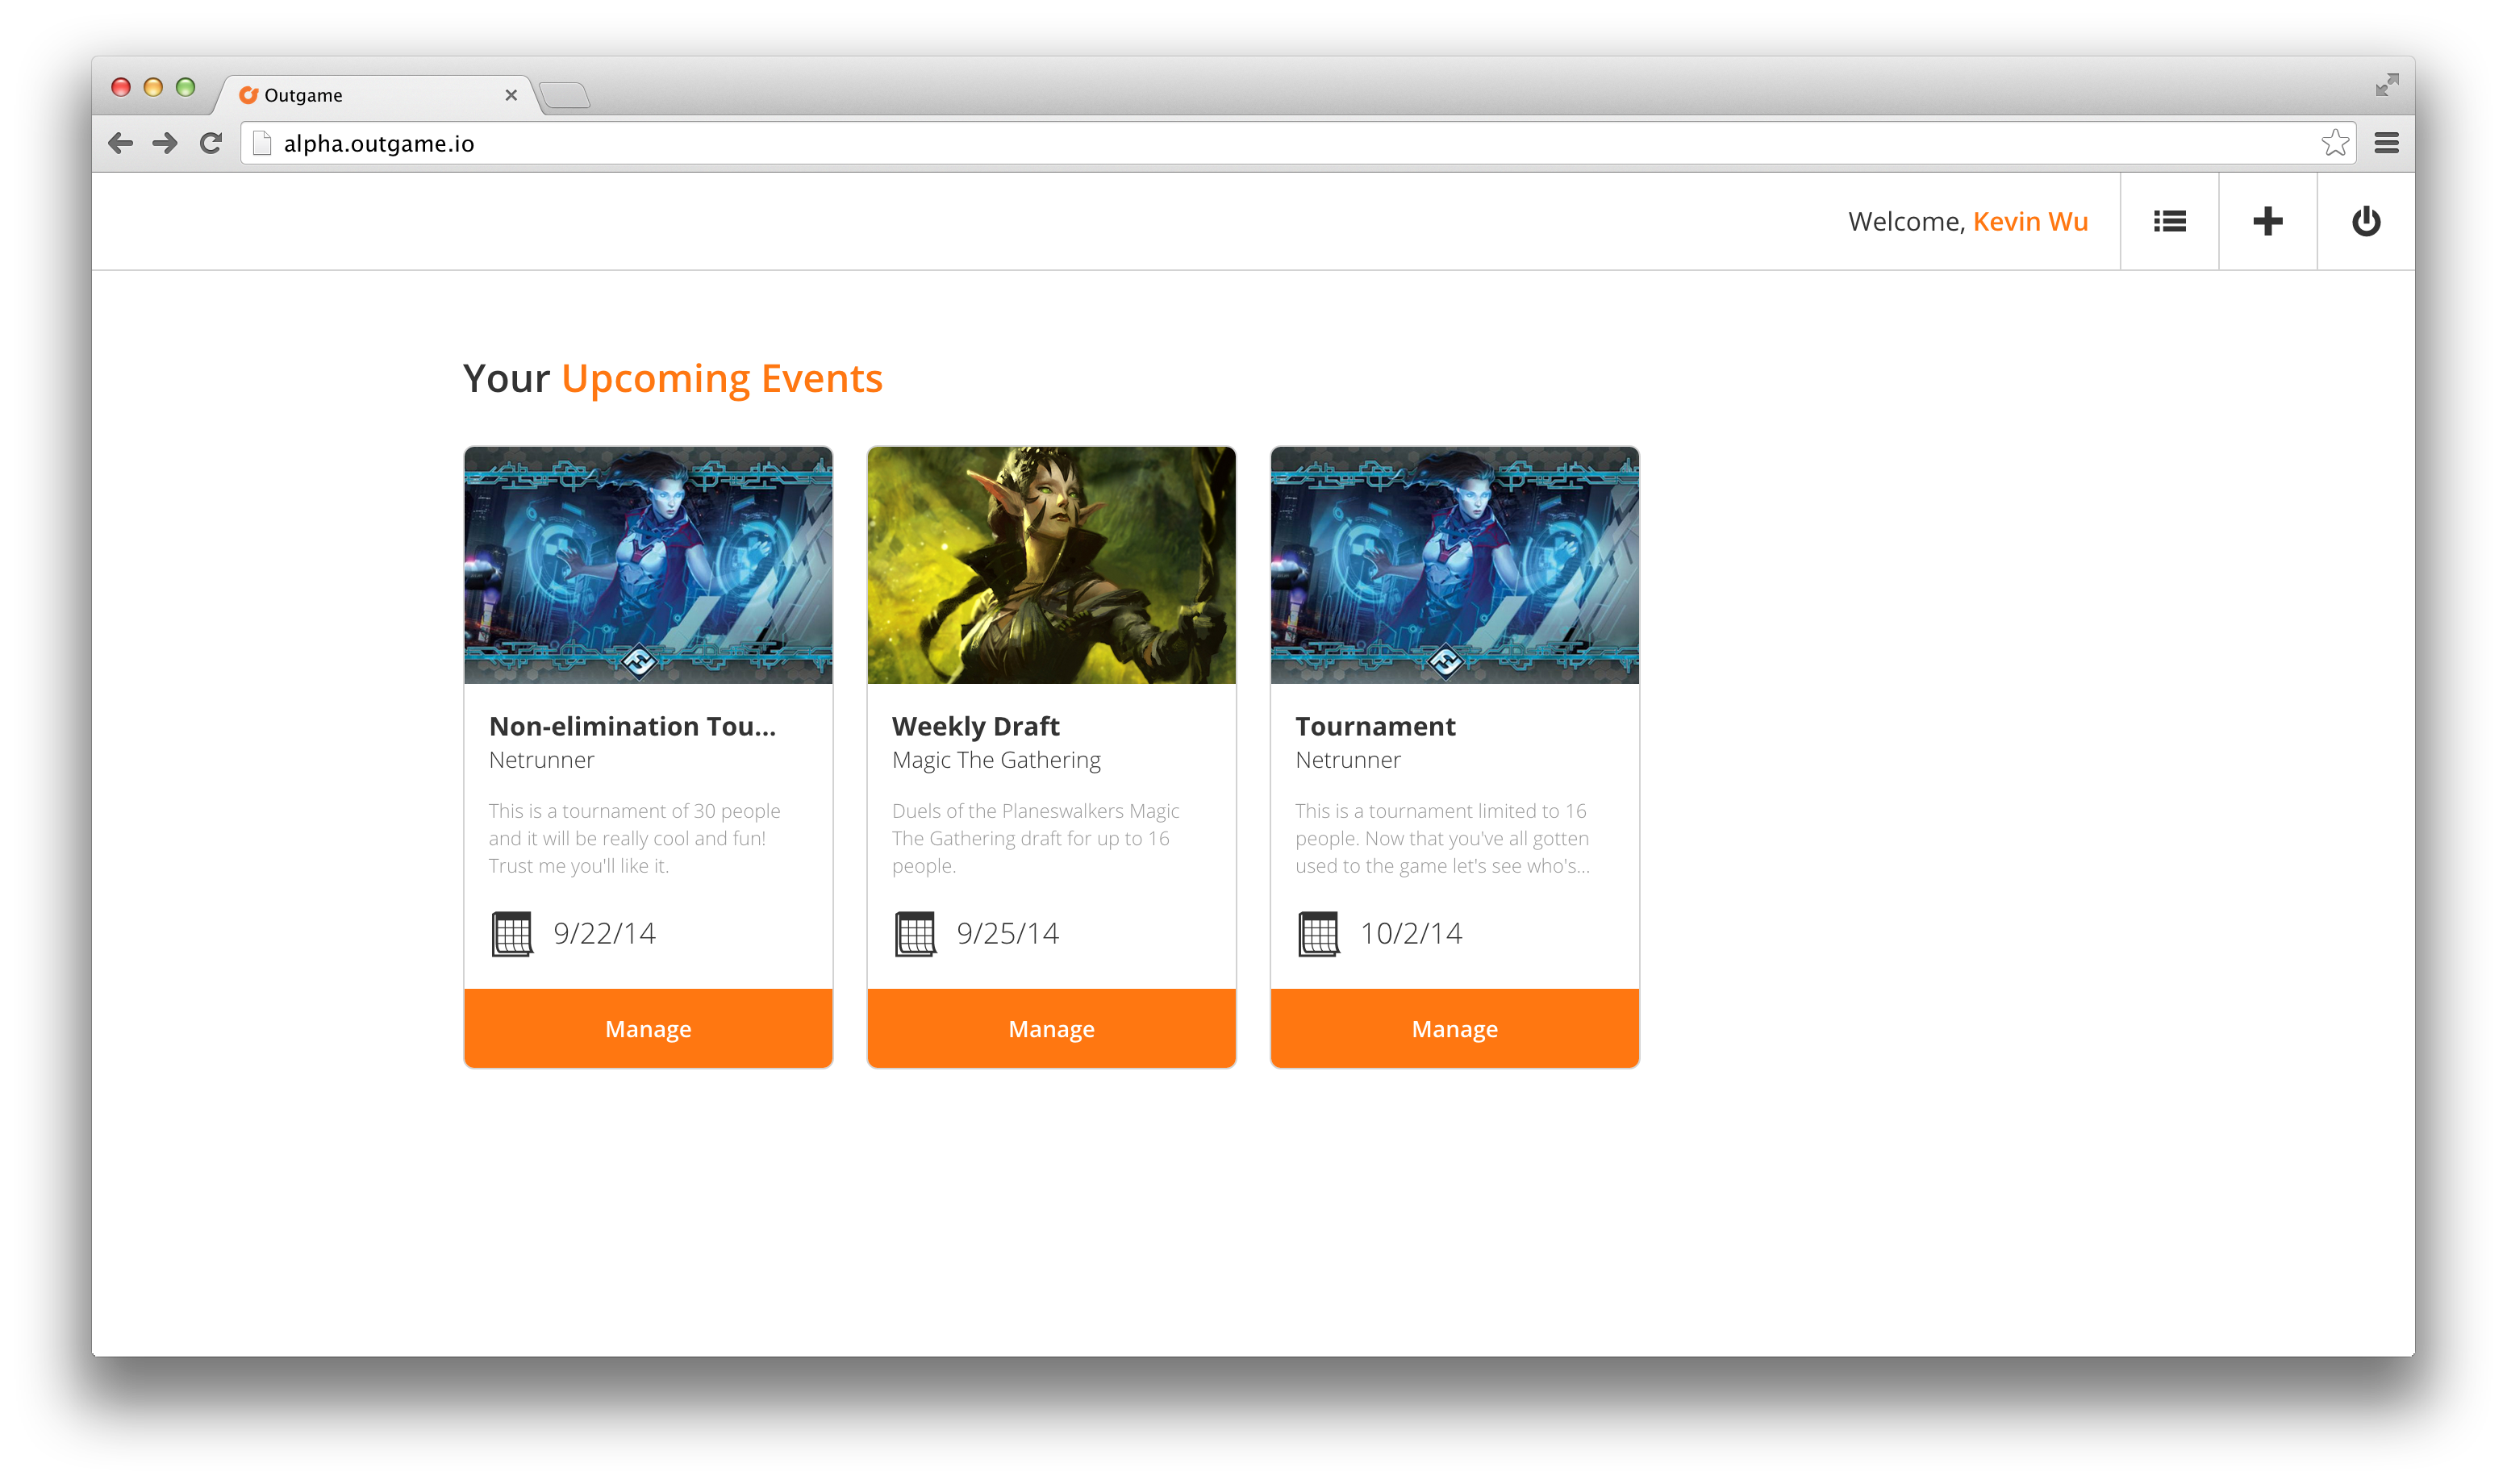 Outgame
alpha.outgame.io
Welcome, Kevin Wu
Your Upcoming Events
Non-elimination Tou...
Netrunner
This is a tournament of 30 people
and it will be really cool and fun!
Trust me you'll like it.
9/22/14
Manage
Weekly Draft
Magic The Gathering
Duels of the Planeswalkers Magic
The Gathering draft for up to 16
people.
9/25/14
Manage
Tournament
Netrunner
This is a tournament limited to 16
people. Now that you've all gotten
used to the game let's see who's...
10/2/14
Manage